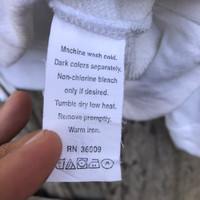 Machine wash cold.
Dark colors separately.
Non-chlorine bleach
only if desired.
Tumble dry low heat.
Remove promptly.
Warm iron.
RN 36009